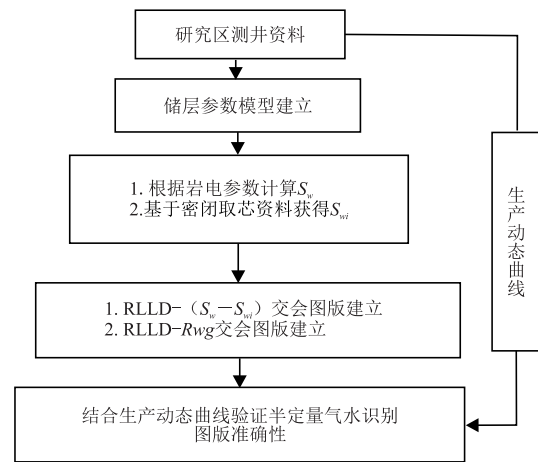 研究区测井资料
储层参数模型建立
1. 根据岩电参数计算Sw
2.基于密闭取芯资料获得Swi
1. RLLD-（Sw-Swi）交会图版建立
2. RLLD-Rwg交会图版建立
生产动态曲线
结合生产动态曲线验证半定量气水识别
图版准确性